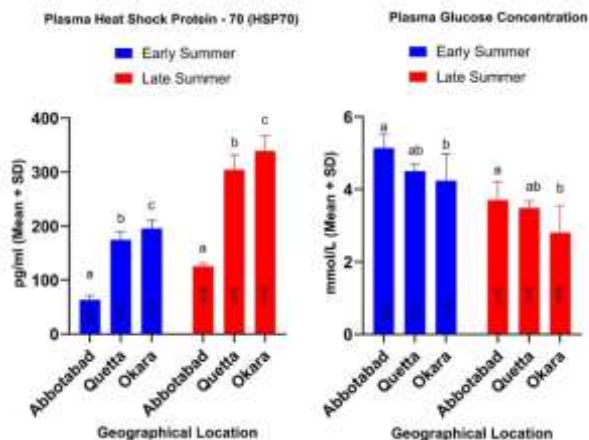 Plasma Heat Shock Protein - 70 (HSP70)
Early Summer
Late Summer
pg/ml (Mean + SD)
400
300
200
100
0
a
b
c
a
b
c
Abbotabad
Quetta
Okara
Abbotabad
Quetta
Okara
Geographical Location
Plasma Glucose Concentration
Early Summer
Late Summer
mmol/L (Mean + SD)
6
4
2
0
a
ab
b
a
ab
b
Abbotabad
Quetta
Okara
Abbotabad
Quetta
Okara
Geographical Location